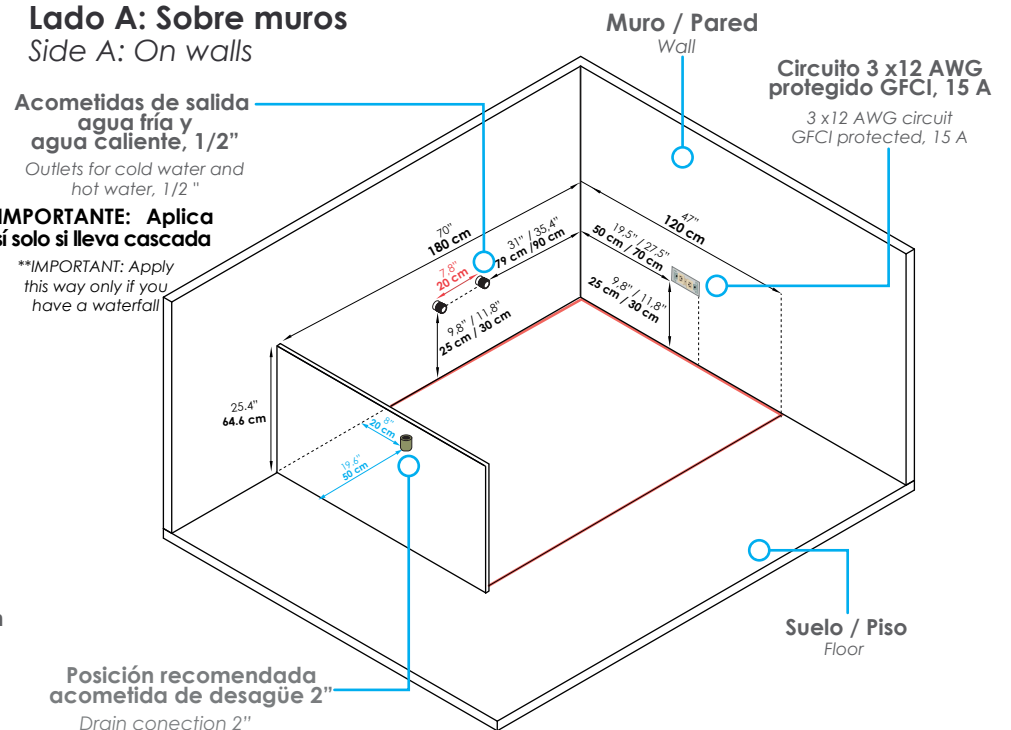 Lado A: Sobre muros
Side A: On walls
Muro / Pared
Wall
Circuito 3 x12 AWG
protegido GFCI, 15 A
3 x12 AWG circuit
GFCI protected, 15 A
Acometidas de salida
agua fría y
agua caliente, 1/2”
Outlets for cold water and
hot water, 1/2 "
IMPORTANTE: Aplica
sí solo si lleva cascada
**IMPORTANT: Apply
this way only if you
have a waterfall
70"
180 cm
47"
120 cm
31" / 35.4"
79 cm /90 cm
19.5" / 27.5"
50 cm / 70 cm
7.8"
20 cm
9.8" / 11.8"
25 cm / 30 cm
9.8" / 11.8"
25 cm / 30 cm
25.4"
64.6 cm
8"
20 cm
19.6"
50 cm
Suelo / Piso
Floor
Posición recomendada
acometida de desagüe 2”
Drain conection 2”